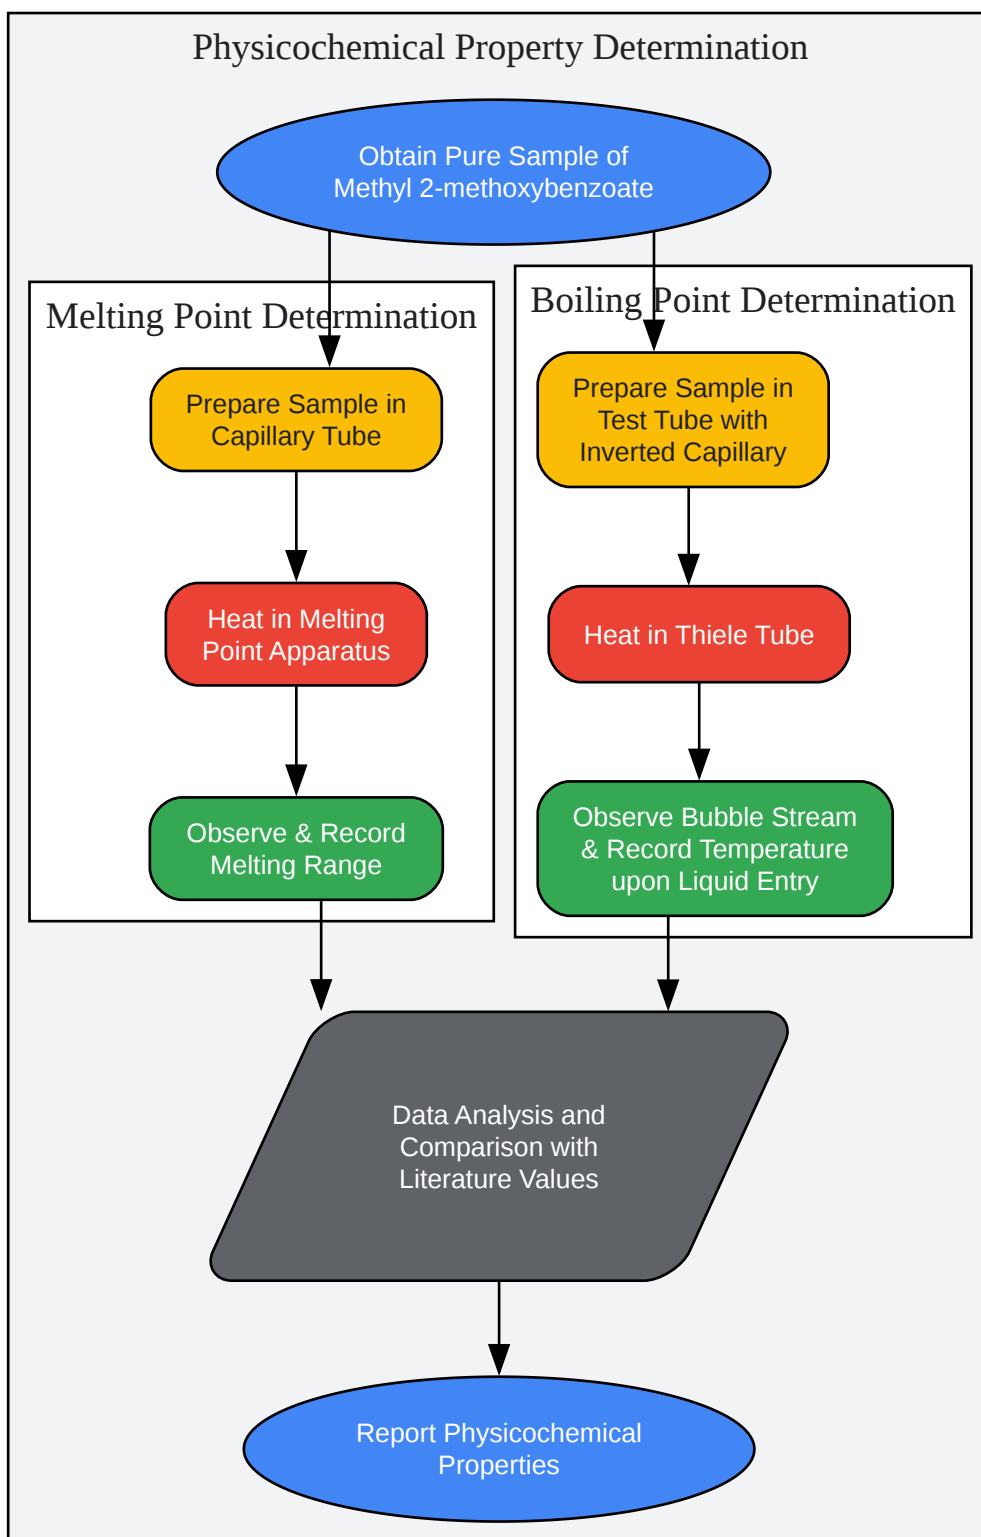 Physicochemical Property Determination
Obtain Pure Sample of
Methyl 2-methoxybenzoate
Melting Point Determination
Prepare Sample in
Capillary Tube
Heat in Melting
Point Apparatus
Observe & Record
Melting Range
Boiling Point Determination
Prepare Sample in
Test Tube with
Inverted Capillary
Heat in Thiele Tube
Observe Bubble Stream
& Record Temperature
upon Liquid Entry
Data Analysis and
Comparison with
Literature Values
Report Physicochemical
Properties